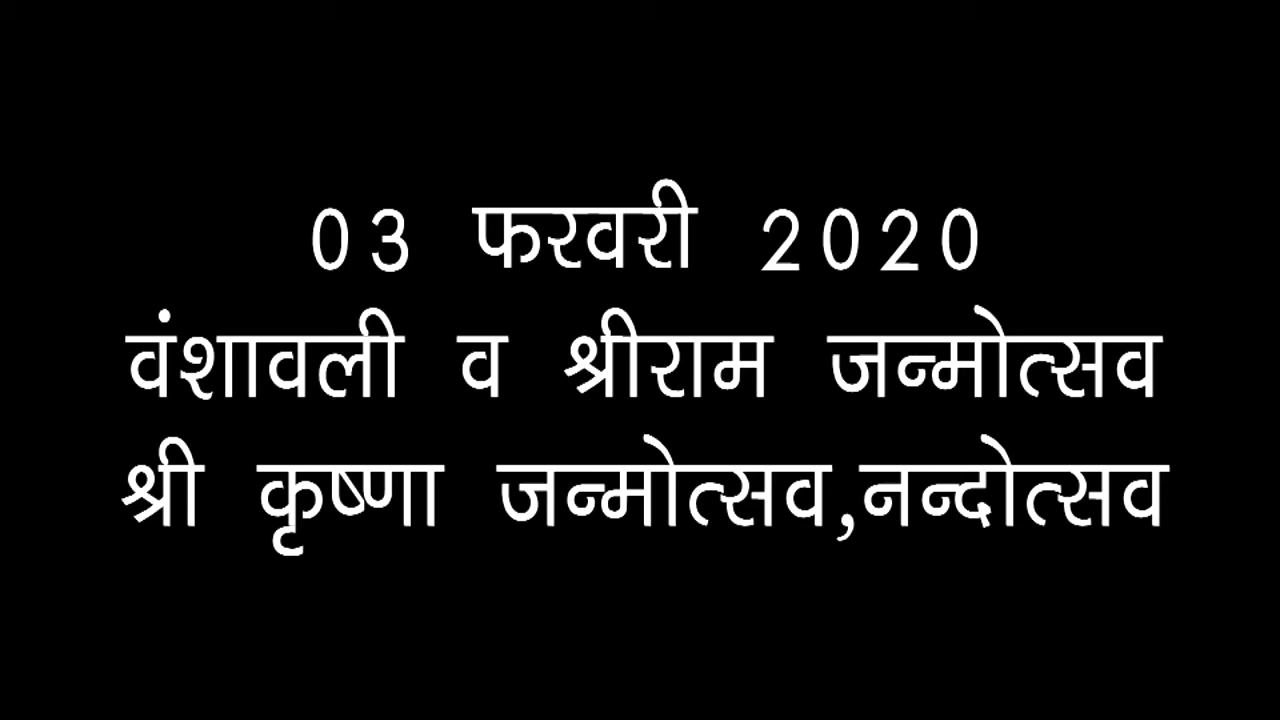 03 फरवरी 2020
वंशावली व श्रीराम जन्मोत्सव
श्री कृष्णा जन्मोत्सव,नन्दोत्सव